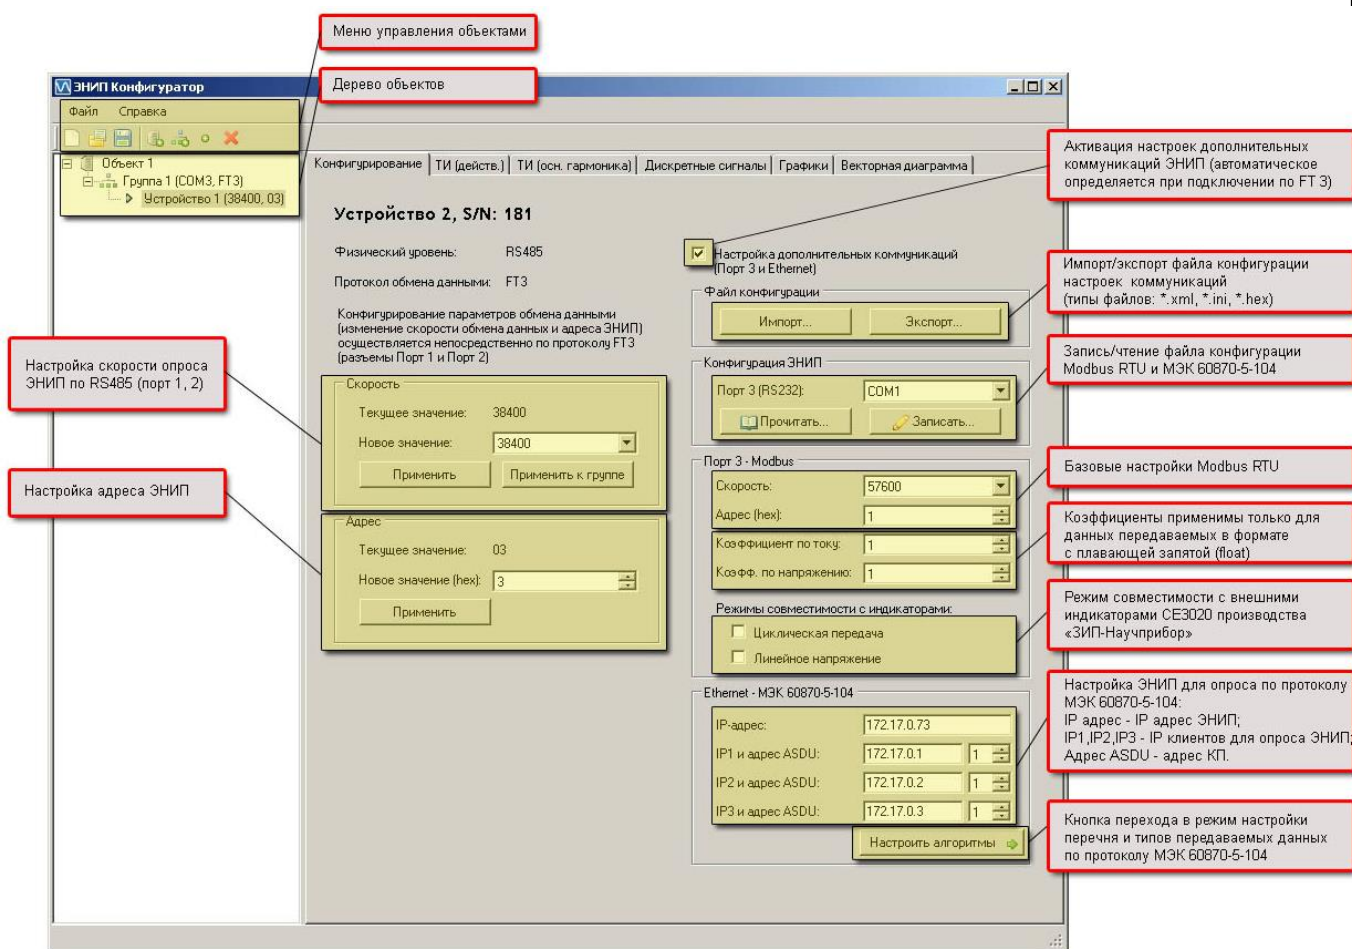 Меню управления объектами
Дерево объектов
ЭНИП Конфигуратор
Файл Справка
Объект 1
Группа 1 (COM3, FT3)
Устройство 1 (38400, 03)
Конфигурирование ТИ (действ.) ТИ (осн. гармоника) Дискретные сигналы Графики Векторная диаграмма
Устройство 2, S/N: 181
Физический уровень: RS485
Протокол обмена данными: FT3
Конфигурирование параметров обмена данными
(изменение скорости обмена данных и адреса ЭНИП)
осуществляется непосредственно по протоколу FT3
(разъемы Порт 1 и Порт 2)
Скорость
Текущее значение: 38400
Новое значение: 38400
Применить Применить к группе
Адрес
Текущее значение: 03
Новое значение (hex): 3
Применить
Настройка скорости опроса
ЭНИП по RS485 (порт 1, 2)
Настройка адреса ЭНИП
Настройка дополнительных коммуникаций
(Порт 3 и Ethernet)
Файл конфигурации
Импорт... Экспорт...
Конфигурация ЭНИП
Порт 3 (RS232): COM1
Прочитать... Записать...
Порт 3 - Modbus
Скорость: 57600
Адрес (hex): 1
Коэффициент по току: 1
Коэфф. по напряжению: 1
Режимы совместимости с индикаторами:
Циклическая передача
Линейное напряжение
Ethernet - МЭК 60870-5-104
IP-адрес: 172.17.0.73
IP1 и адрес ASDU: 172.17.0.1 1
IP2 и адрес ASDU: 172.17.0.2 1
IP3 и адрес ASDU: 172.17.0.3 1
Настроить алгоритмы
Активация настроек дополнительных
коммуникаций ЭНИП (автоматическое
определяется при подключении по FT 3)
Импорт/экспорт файла конфигурации
настроек коммуникаций
(типы файлов: *.xml, *.ini, *.hex)
Запись/чтение файла конфигурации
Modbus RTU и МЭК 60870-5-104
Базовые настройки Modbus RTU
Коэффициенты применимы только для
данных передаваемых в формате
с плавающей запятой (float)
Режим совместимости с внешними
индикаторами СЕ3020 производства
«ЗИП-Научприбор»
Настройка ЭНИП для опроса по протоколу
МЭК 60870-5-104:
IP адрес - IP адрес ЭНИП;
IP1,IP2,IP3 - IP клиентов для опроса ЭНИП;
Адрес ASDU - адрес КП.
Кнопка перехода в режим настройки
перечня и типов передаваемых данных
по протоколу МЭК 60870-5-104